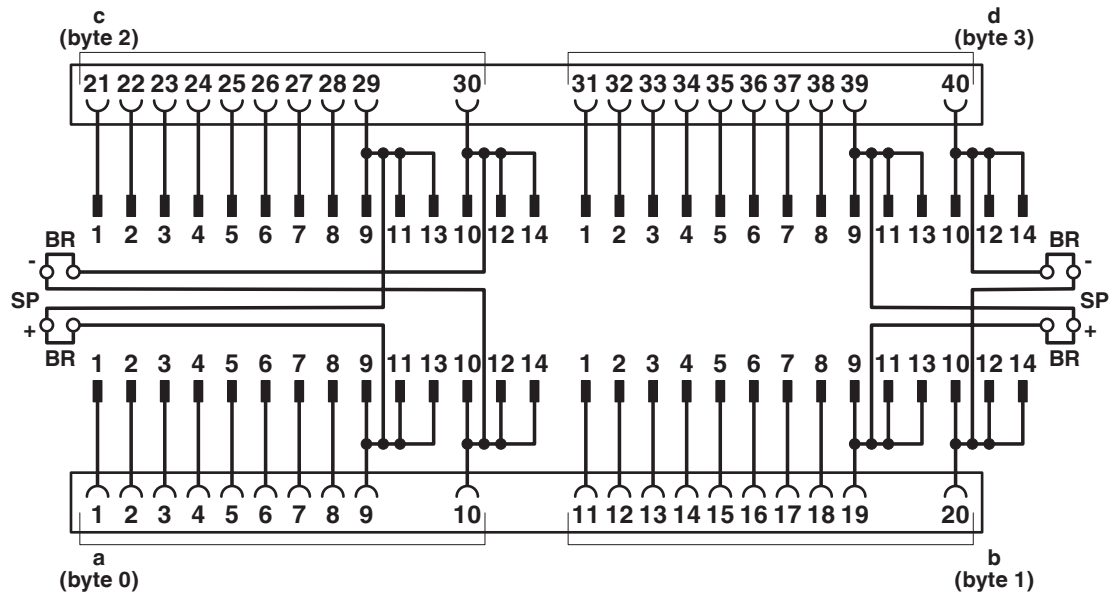 c d
(byte 2) (byte 3)
21 22 23 24 25 26 27 28 29 30 31 32 33 34 35 36 37 38 39 40
1 2 3 4 5 6 7 8 9 11 13 10 12 14 1 2 3 4 5 6 7 8 9 11 13 10 12 14
BR BR
- -
SP SP
+ +
BR BR
1 2 3 4 5 6 7 8 9 11 13 10 12 14 1 2 3 4 5 6 7 8 9 11 13 10 12 14
1 2 3 4 5 6 7 8 9 10 11 12 13 14 15 16 17 18 19 20
a b
(byte 0) (byte 1)